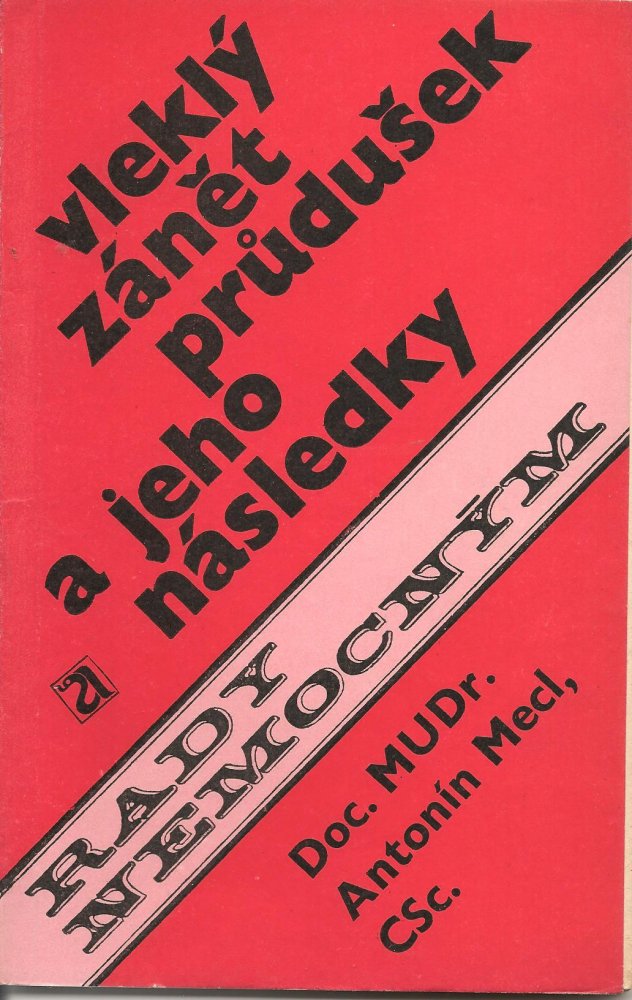 vleklý
zánět
průdušek
a jeho
následky
RADY
NEMOCNÝM
Doc. MUDr.
Antonín Mecl,
CSc.